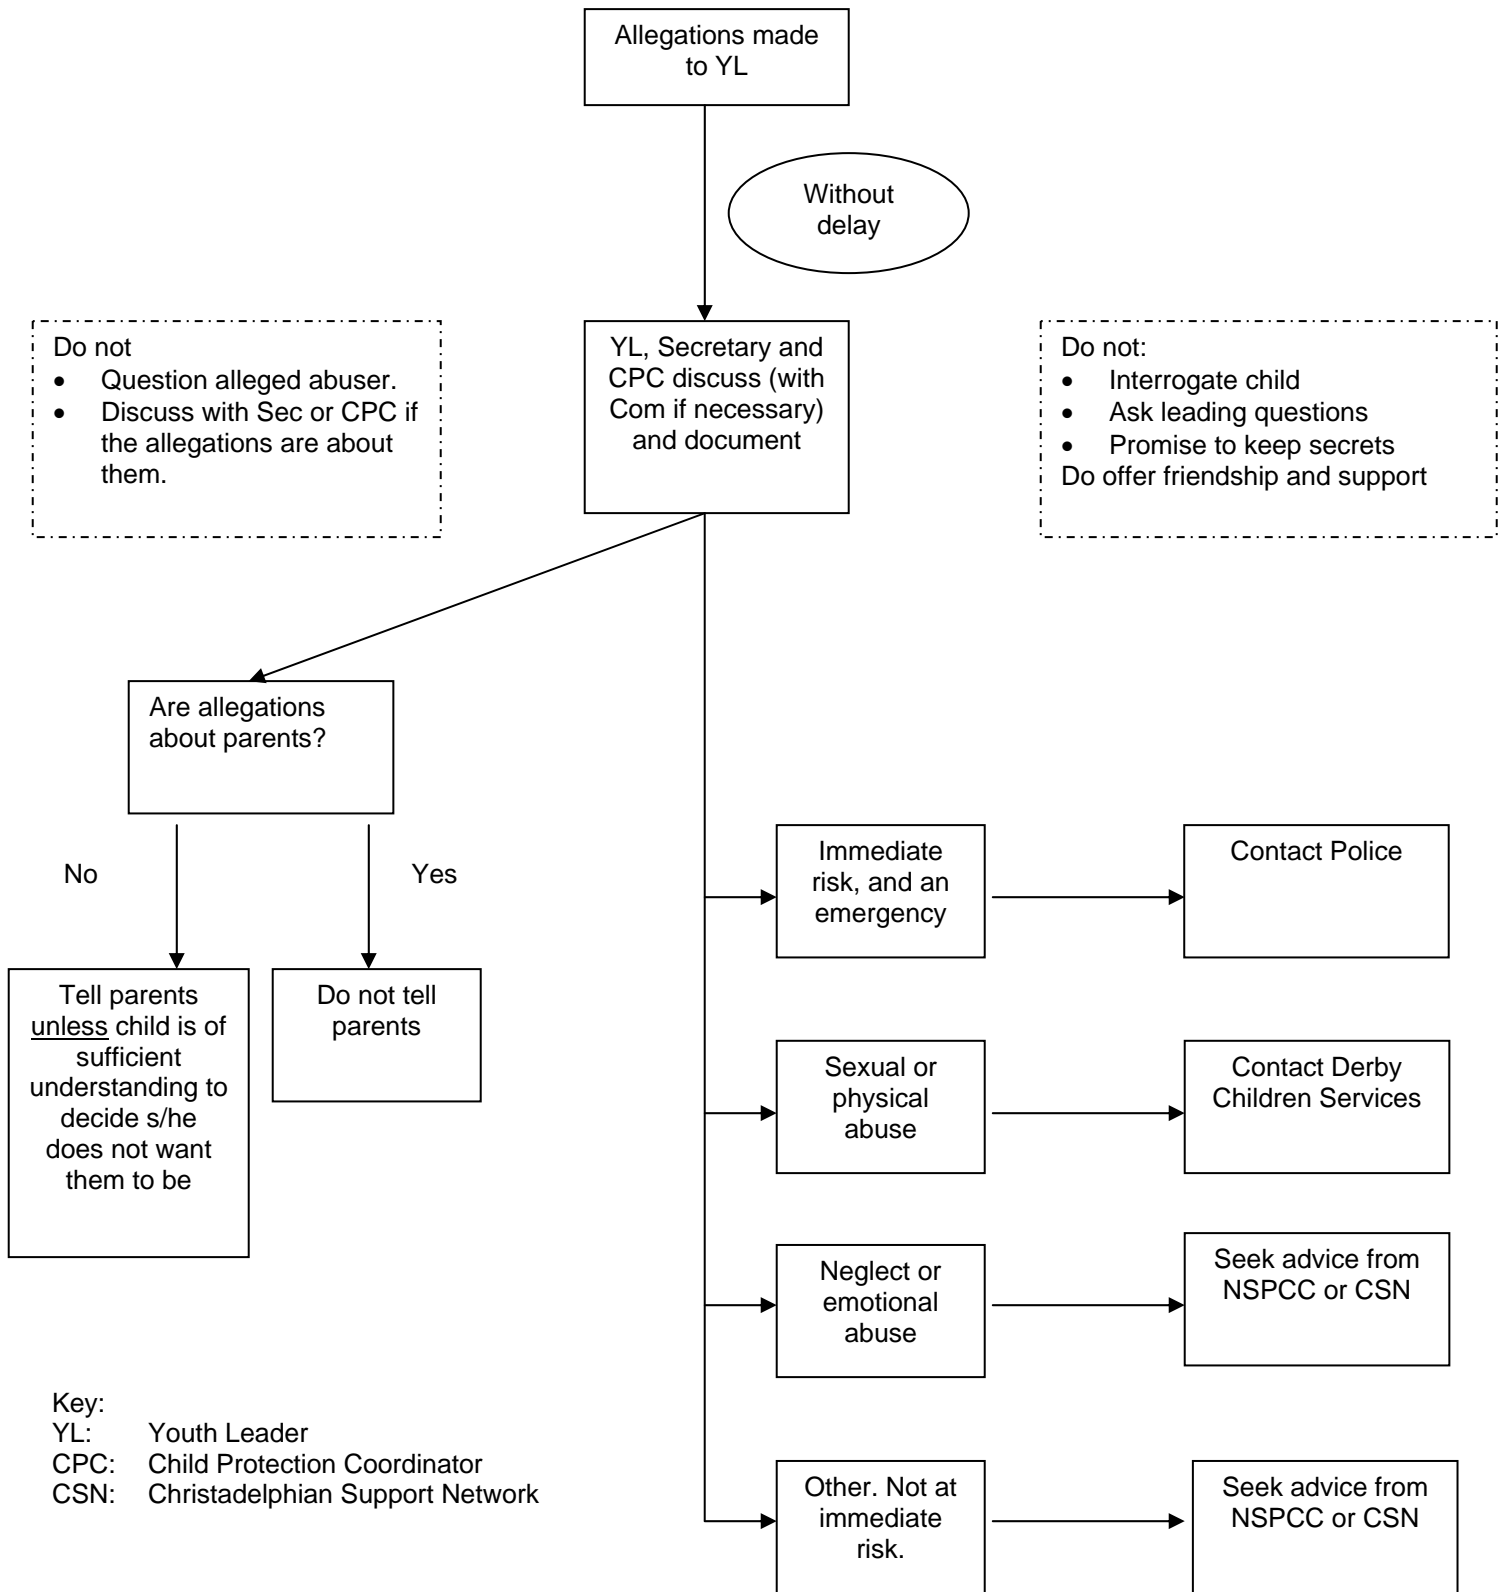 Allegations made
to YL
Without
delay
Do not
• Question alleged abuser.
• Discuss with Sec or CPC if
the allegations are about
them.
YL, Secretary and
CPC discuss (with
Com if necessary)
and document
Do not:
• Interrogate child
• Ask leading questions
• Promise to keep secrets
Do offer friendship and support
Are allegations
about parents?
No
Yes
Tell parents
unless child is of
sufficient
understanding to
decide s/he
does not want
them to be
Do not tell
parents
Immediate
risk, and an
emergency
Contact Police
Sexual or
physical
abuse
Contact Derby
Children Services
Neglect or
emotional
abuse
Seek advice from
NSPCC or CSN
Other. Not at
immediate
risk.
Seek advice from
NSPCC or CSN
Key:
YL: Youth Leader
CPC: Child Protection Coordinator
CSN: Christadelphian Support Network